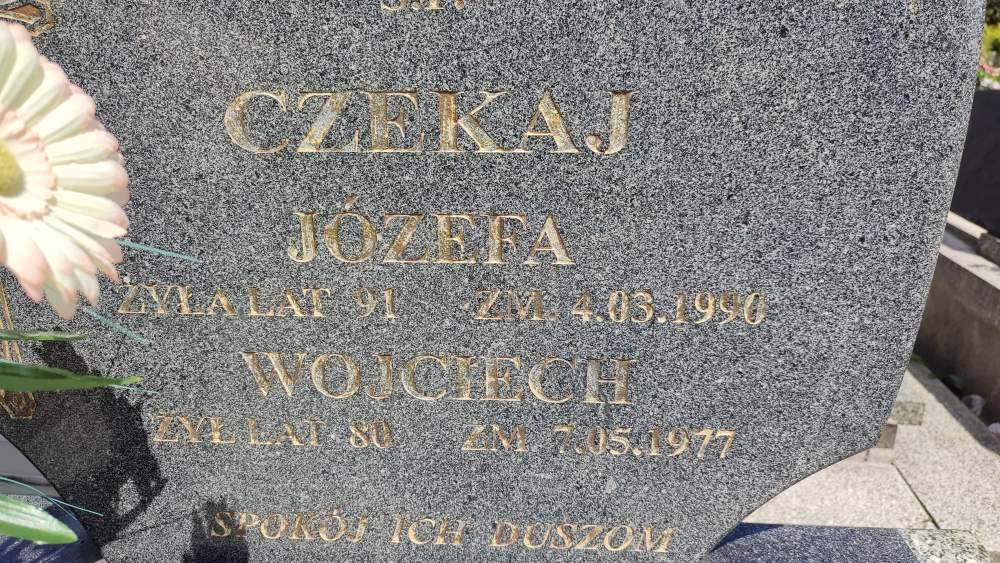 Ś.P.
CZEKAJ
JÓZEFA
ŻYŁA LAT 91 ZM. 4.03.1990
WOJCIECH
ŻYŁ LAT 80 ZM 7.05.1977
SPOKÓJ ICH DUSZOM